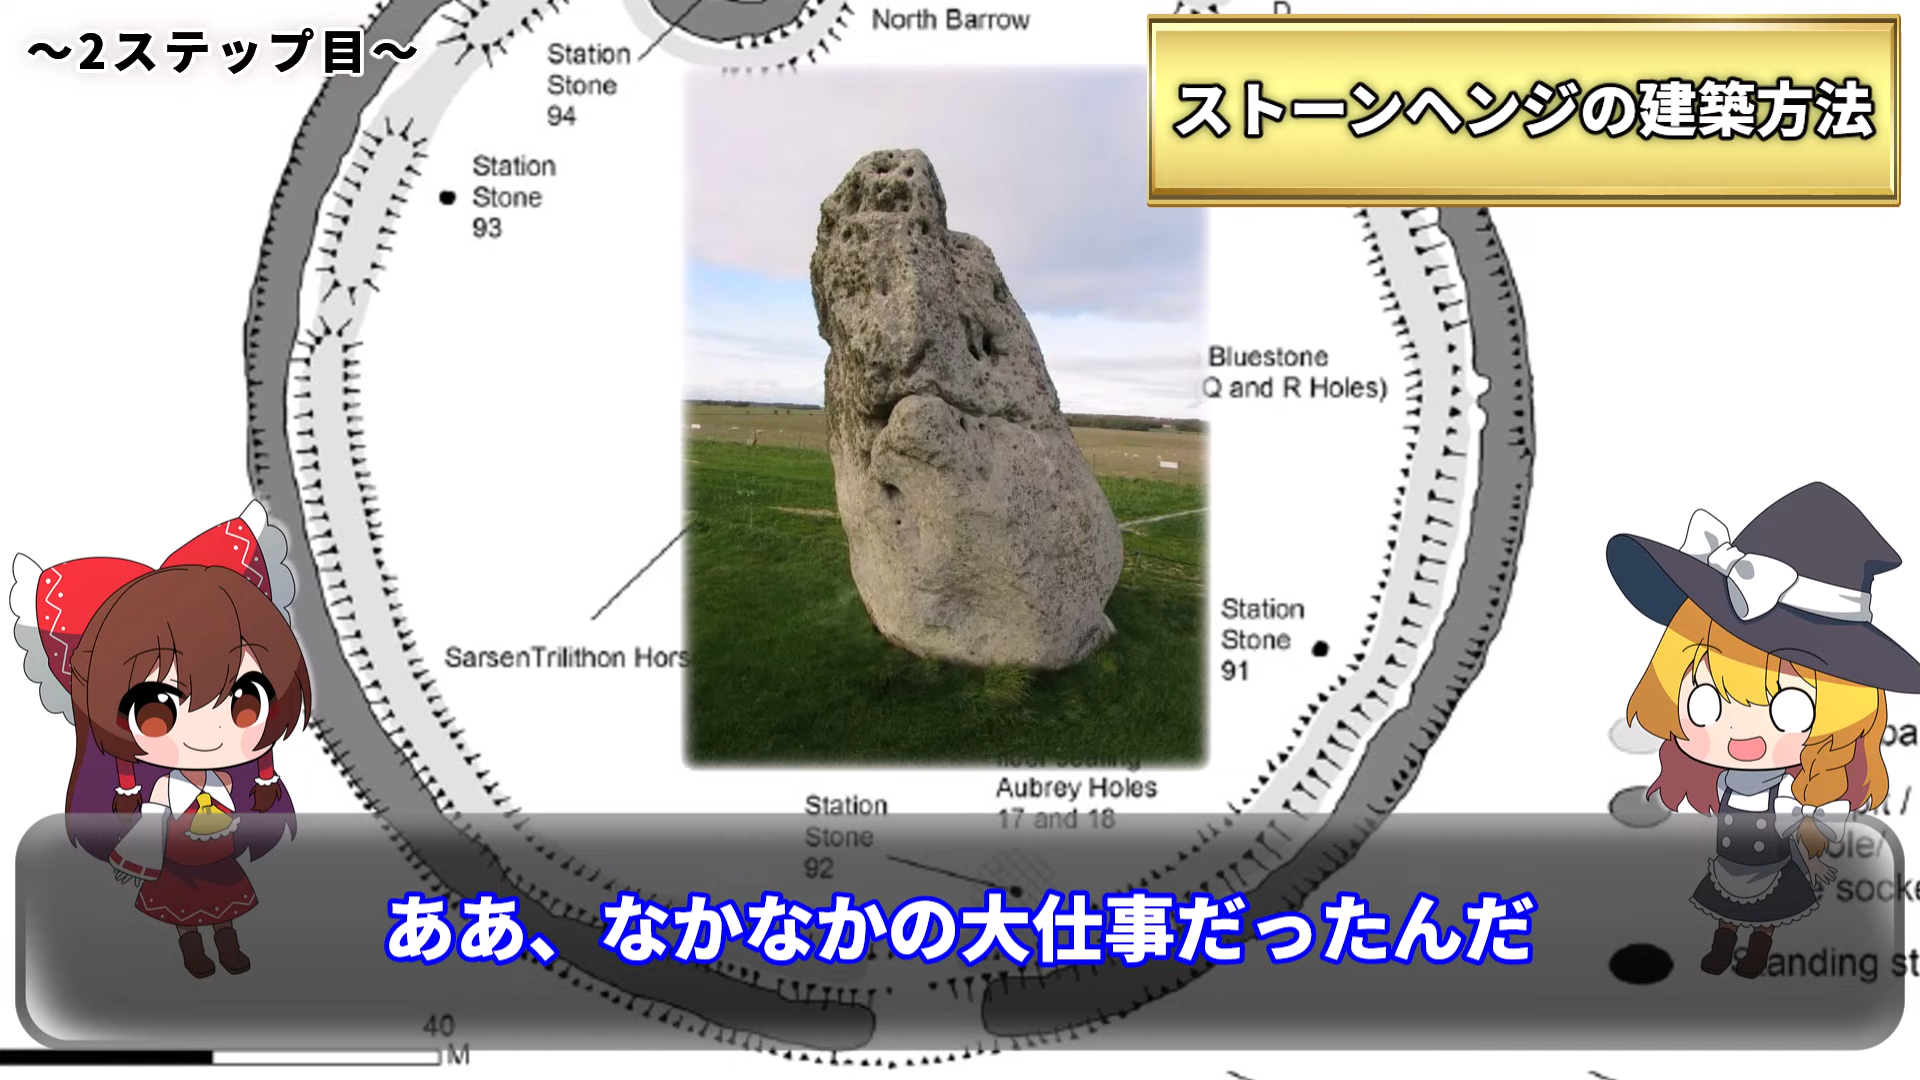 ～2ステップ目～
ストーンヘンジの建築方法
North Barrow
Station
Stone
94
Station
Stone
93
Bluestone
Q and R Holes)
Station
Stone
91
SarsenTrilithon Hors
Aubrey Holes
17 and 18
Station
Stone
92
ああ、なかなかの大仕事だったんだ
40
M